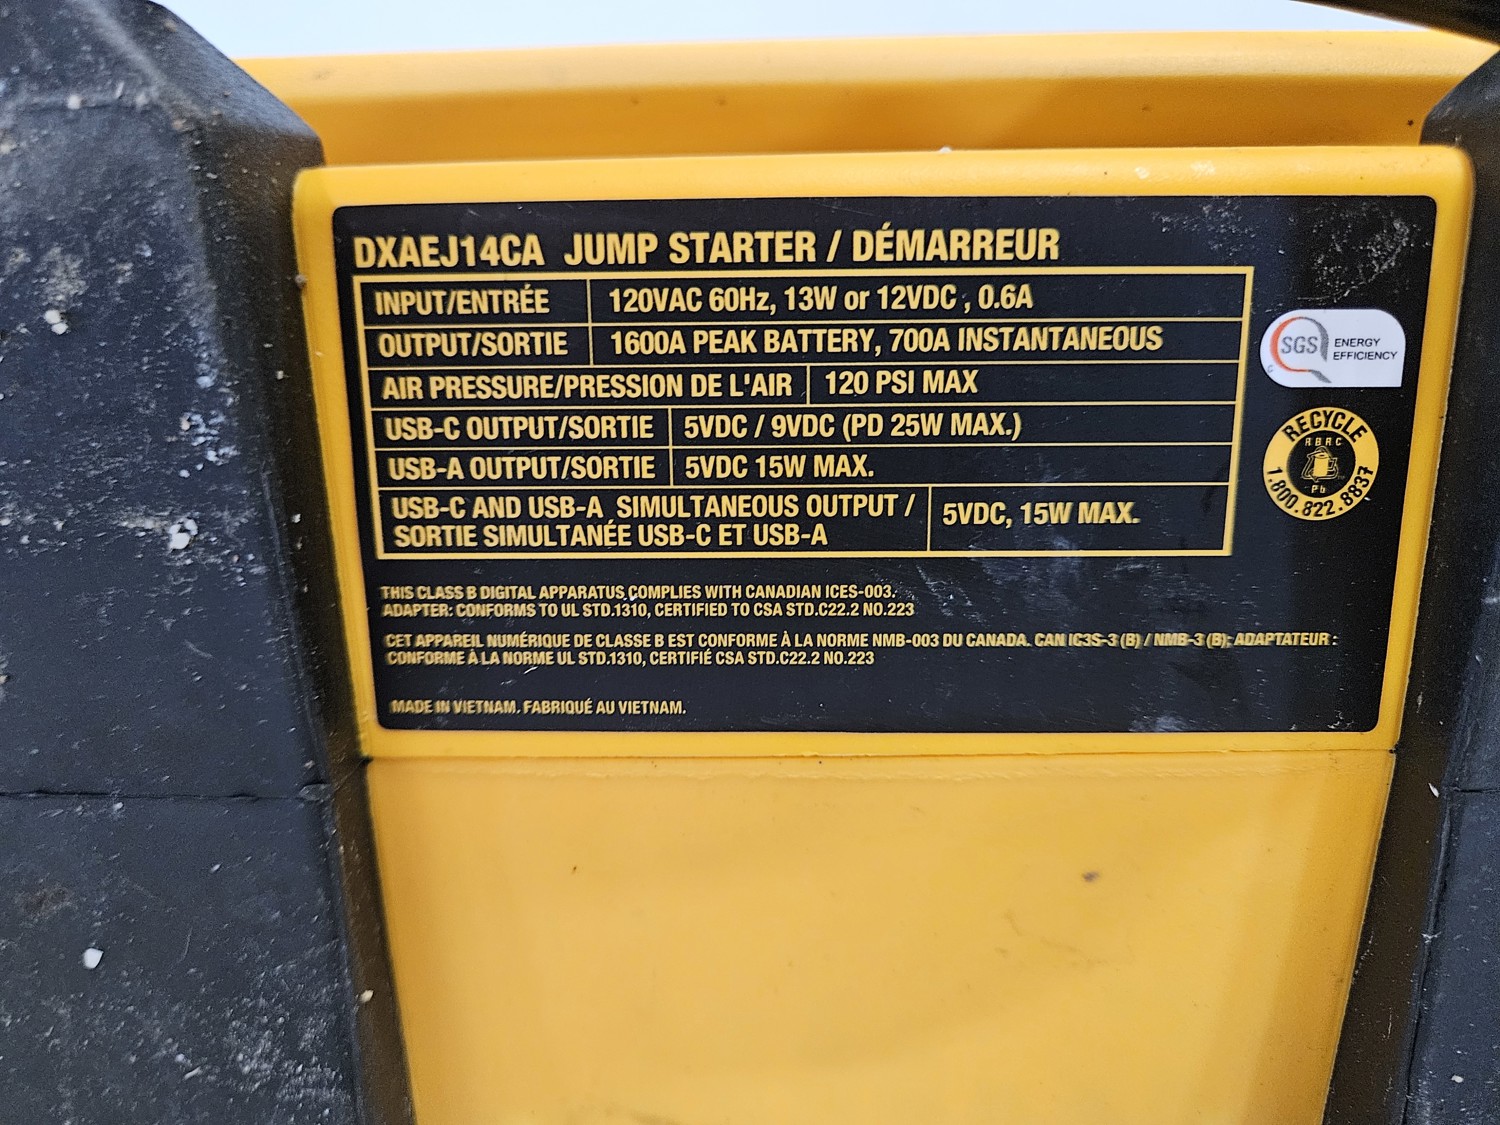 DXAEJ14CA JUMP STARTER / DÉMARREUR
INPUT/ENTRÉE 120VAC 60Hz, 13W or 12VDC , 0.6A
OUTPUT/SORTIE 1600A PEAK BATTERY, 700A INSTANTANEOUS
AIR PRESSURE/PRESSION DE L'AIR 120 PSI MAX
USB-C OUTPUT/SORTIE 5VDC / 9VDC (PD 25W MAX.)
USB-A OUTPUT/SORTIE 5VDC 15W MAX.
USB-C AND USB-A SIMULTANEOUS OUTPUT /
SORTIE SIMULTANÉE USB-C ET USB-A
5VDC, 15W MAX.
SGS ENERGY
EFFICIENCY
RECYCLE
RBRC
Pb
1.800.822.8837
THIS CLASS B DIGITAL APPARATUS COMPLIES WITH CANADIAN ICES-003.
ADAPTER: CONFORMS TO UL STD.1310, CERTIFIED TO CSA STD.C22.2 NO.223
CET APPAREIL NUMÉRIQUE DE CLASSE B EST CONFORME À LA NORME NMB-003 DU CANADA. CAN IC3S-3 (B) / NMB-3 (B); ADAPTATEUR :
CONFORME À LA NORME UL STD.1310, CERTIFIÉ CSA STD.C22.2 NO.223
MADE IN VIETNAM. FABRIQUÉ AU VIETNAM.